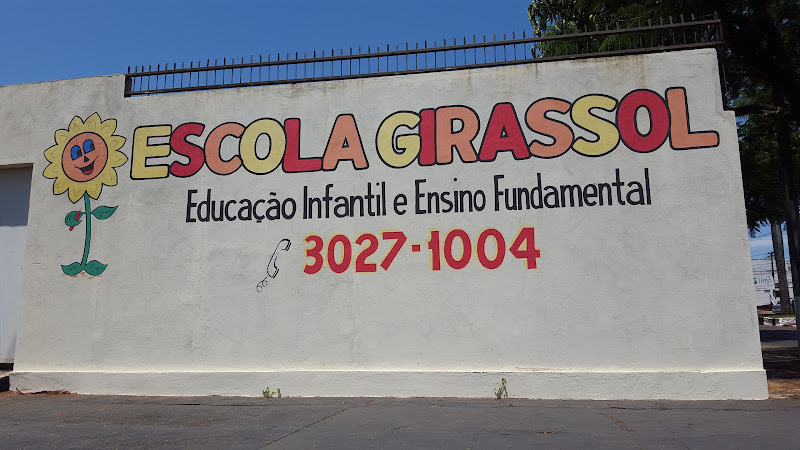 ESCOLA GIRASSOL
Educação Infantil e Ensino Fundamental
3027-1004